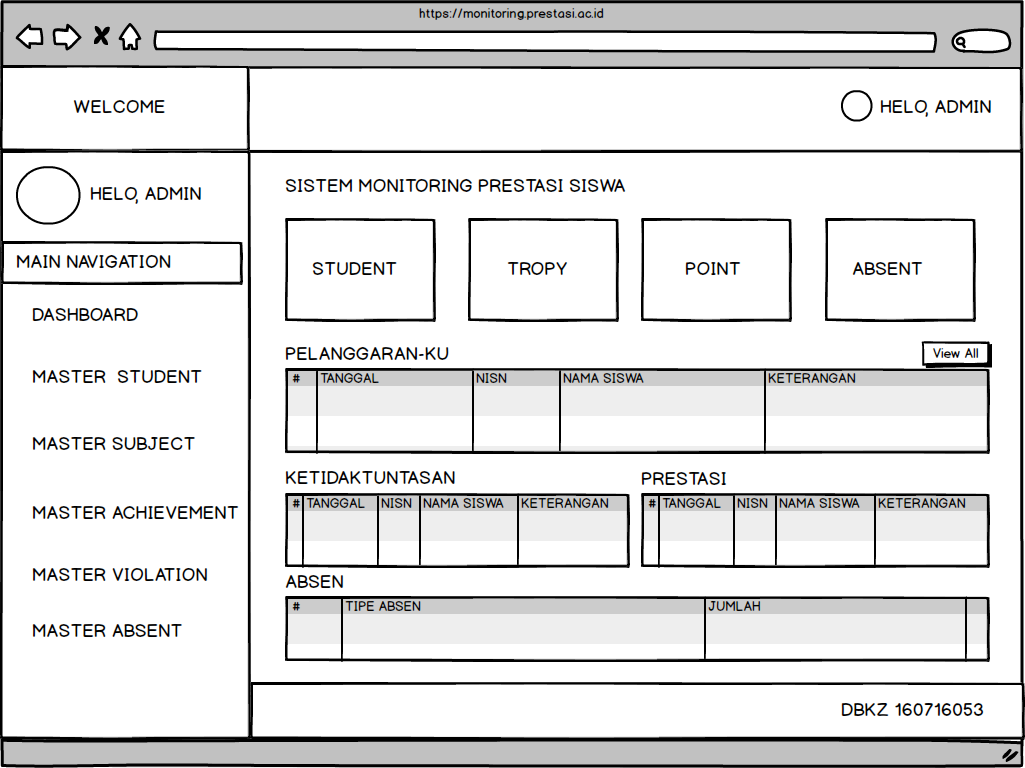 https://monitoring.prestasi.ac.id
WELCOME
HELO, ADMIN
HELO, ADMIN
MAIN NAVIGATION
DASHBOARD
MASTER STUDENT
MASTER SUBJECT
MASTER ACHIEVEMENT
MASTER VIOLATION
MASTER ABSENT
SISTEM MONITORING PRESTASI SISWA
STUDENT TROPY POINT ABSENT
PELANGGARAN-KU View All
# TANGGAL NISN NAMA SISWA KETERANGAN
KETIDAKTUNTASAN
# TANGGAL NISN NAMA SISWA KETERANGAN
PRESTASI
# TANGGAL NISN NAMA SISWA KETERANGAN
ABSEN
# TIPE ABSEN JUMLAH
DBKZ 160716053